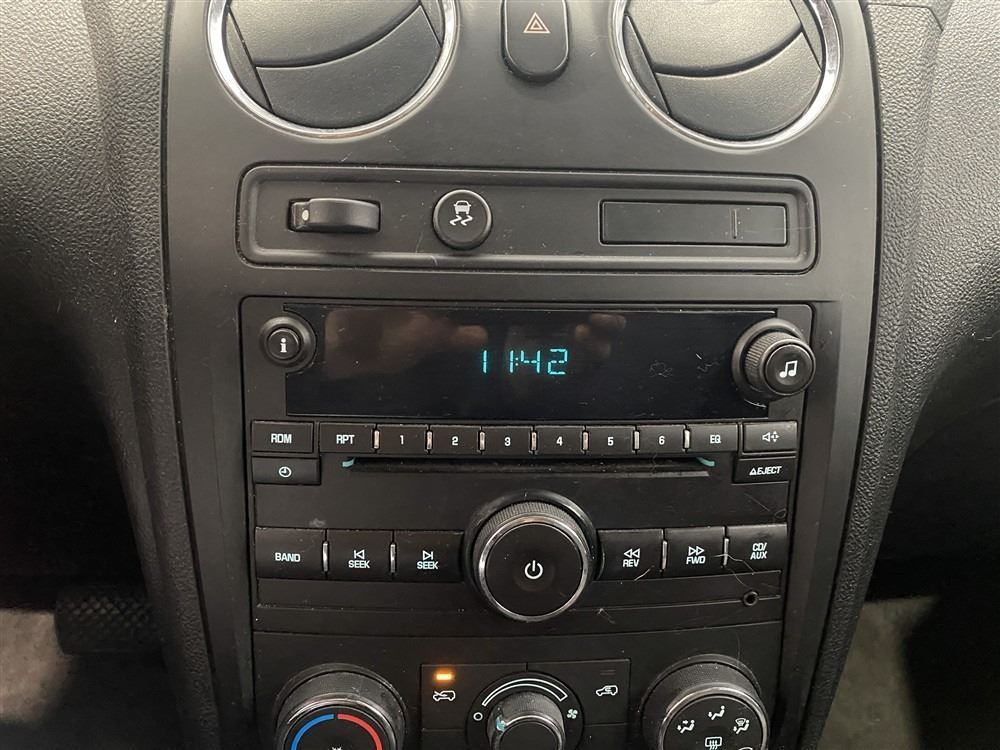 i
11:42
RDM RPT 1 2 3 4 5 6 EQ
EJECT
BAND SEEK SEEK REV FWD CD/
AUX